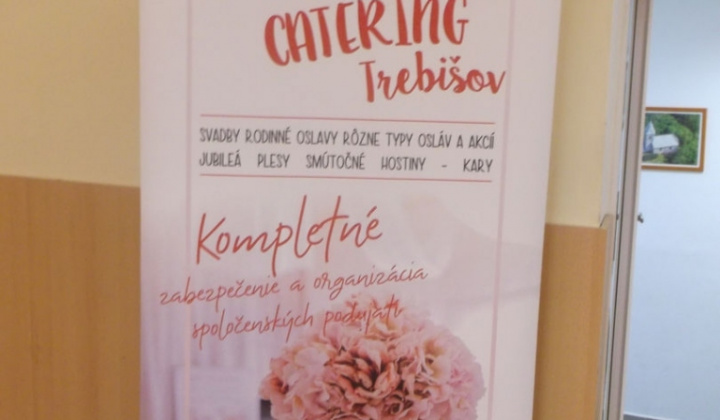 CATERING
Trebišov
SVADBY RODINNÉ OSLAVY RÔZNE TYPY OSLÁV A AKCIÍ
JUBILEÁ PLESY SMÚTOČNÉ HOSTINY - KARY
Kompletné
zabezpečenie a organizácia
spoločenských podujatí